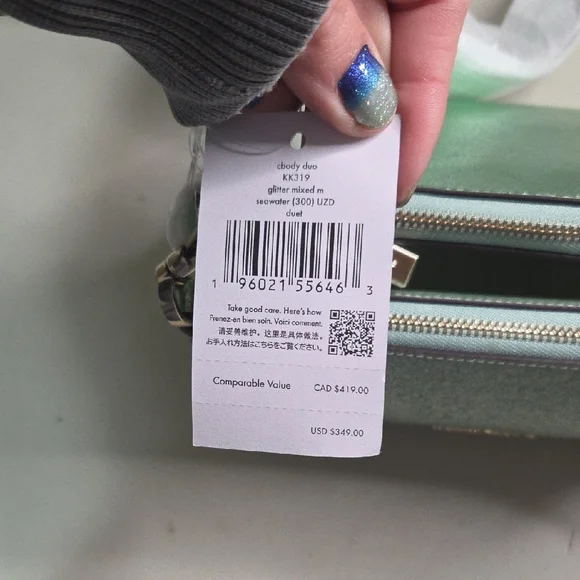 cbody duo
KK319
glitter mixed m
seawater (300) UZD
duet
1 96021 55646 3
Take good care. Here's how
Prenez-en bien soin. Voici comment.
请妥善维护。这里是具体做法。
お手入れ方法はこちらをご覧ください。
Comparable Value CAD $419.00
USD $349.00